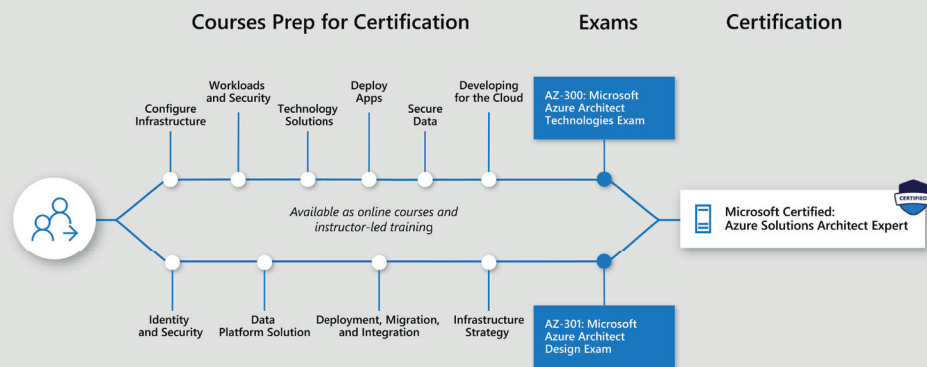 Courses Prep for Certification
Exams
Certification
Configure
Infrastructure
Workloads
and Security
Technology
Solutions
Deploy
Apps
Secure
Data
Developing
for the Cloud
AZ-300: Microsoft
Azure Architect
Technologies Exam
Available as online courses and
instructor-led training
CERTIFIED
Microsoft Certified:
Azure Solutions Architect Expert
Identity
and Security
Data
Platform Solution
Deployment, Migration,
and Integration
Infrastructure
Strategy
AZ-301: Microsoft
Azure Architect
Design Exam